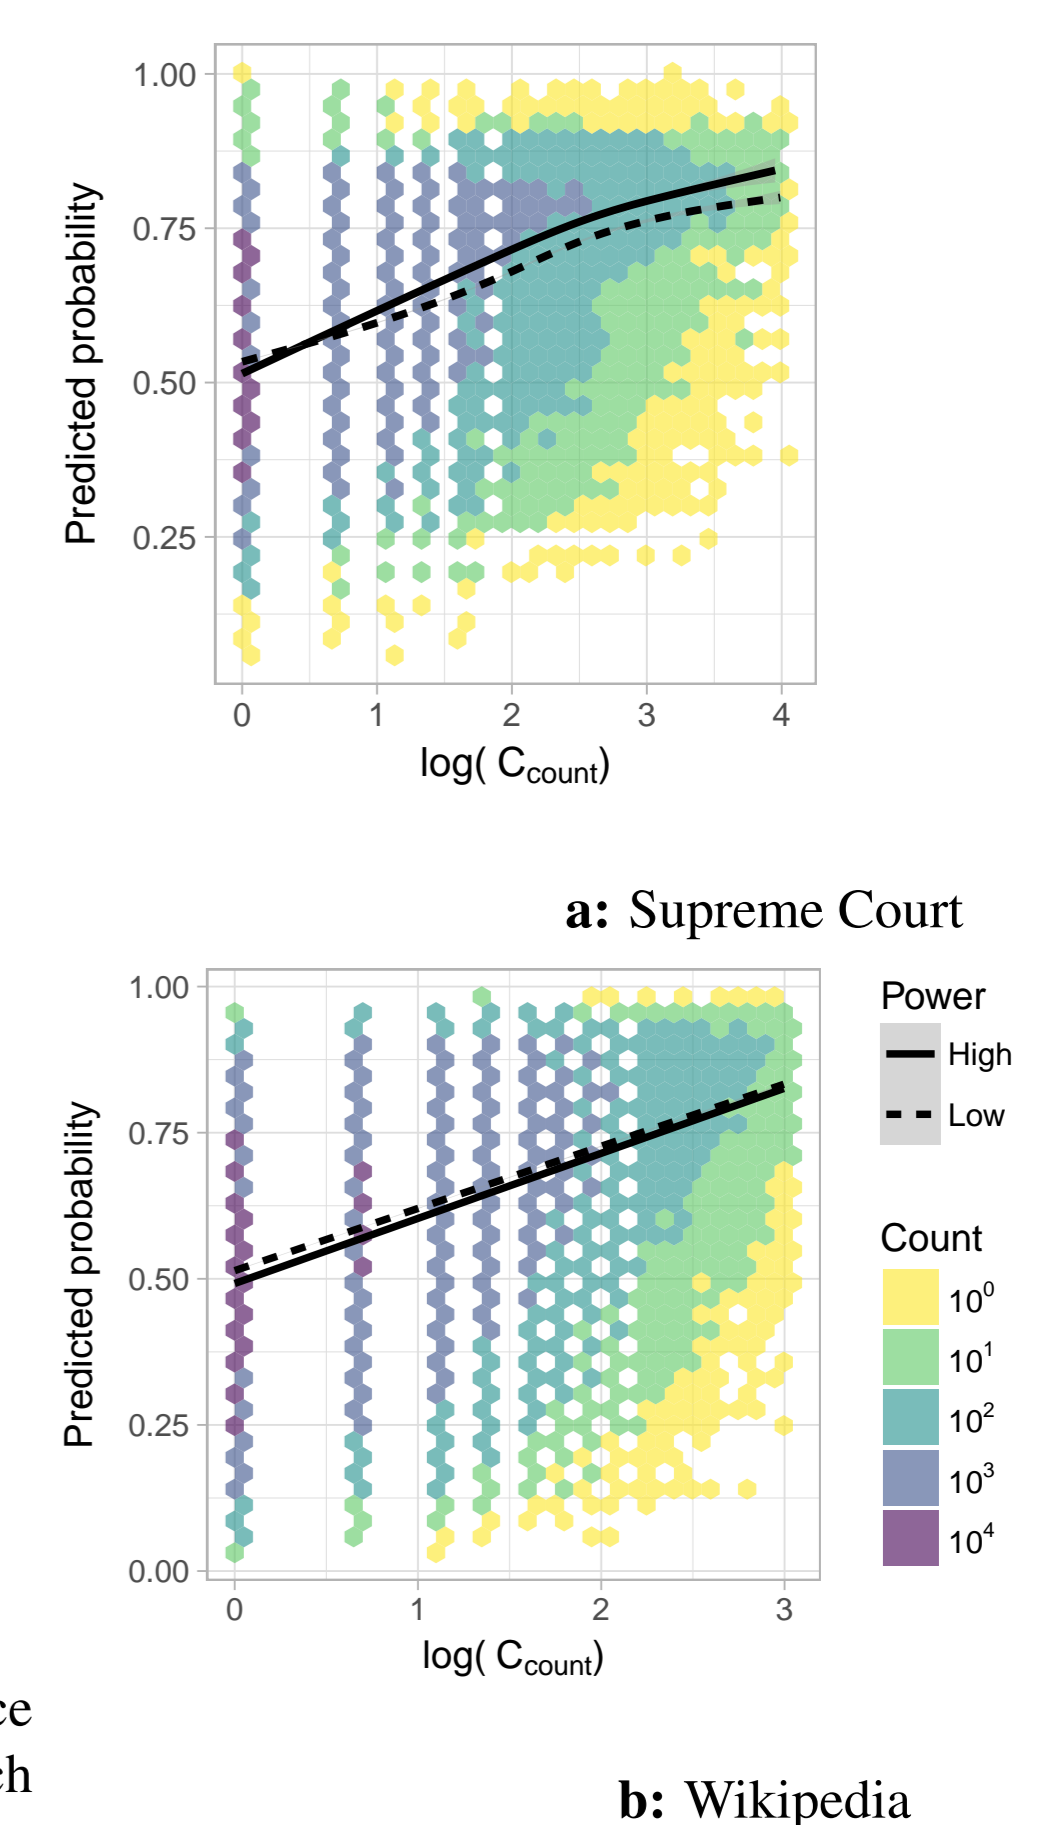 1.00
0.75
0.50
0.25
Predicted probability
0 1 2 3 4
log( C_count)
a: Supreme Court
1.00
0.75
0.50
0.25
0.00
Predicted probability
0 1 2 3
log( C_count)
Power
High
Low
Count
10^0
10^1
10^2
10^3
10^4
ce
ch
b: Wikipedia